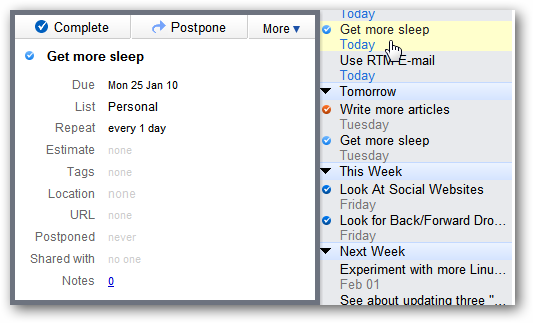 Complete Postpone More ▾
Get more sleep
Due Mon 25 Jan 10
List Personal
Repeat every 1 day
Estimate none
Tags none
Location none
URL none
Postponed never
Shared with no one
Notes 0
Today
Get more sleep
Today
Use RTM E-mail
Today
Tomorrow
Write more articles
Tuesday
Get more sleep
Tuesday
This Week
Look At Social Websites
Friday
Look for Back/Forward Dro...
Friday
Next Week
Experiment with more Linu...
Feb 01
See about updating three "...